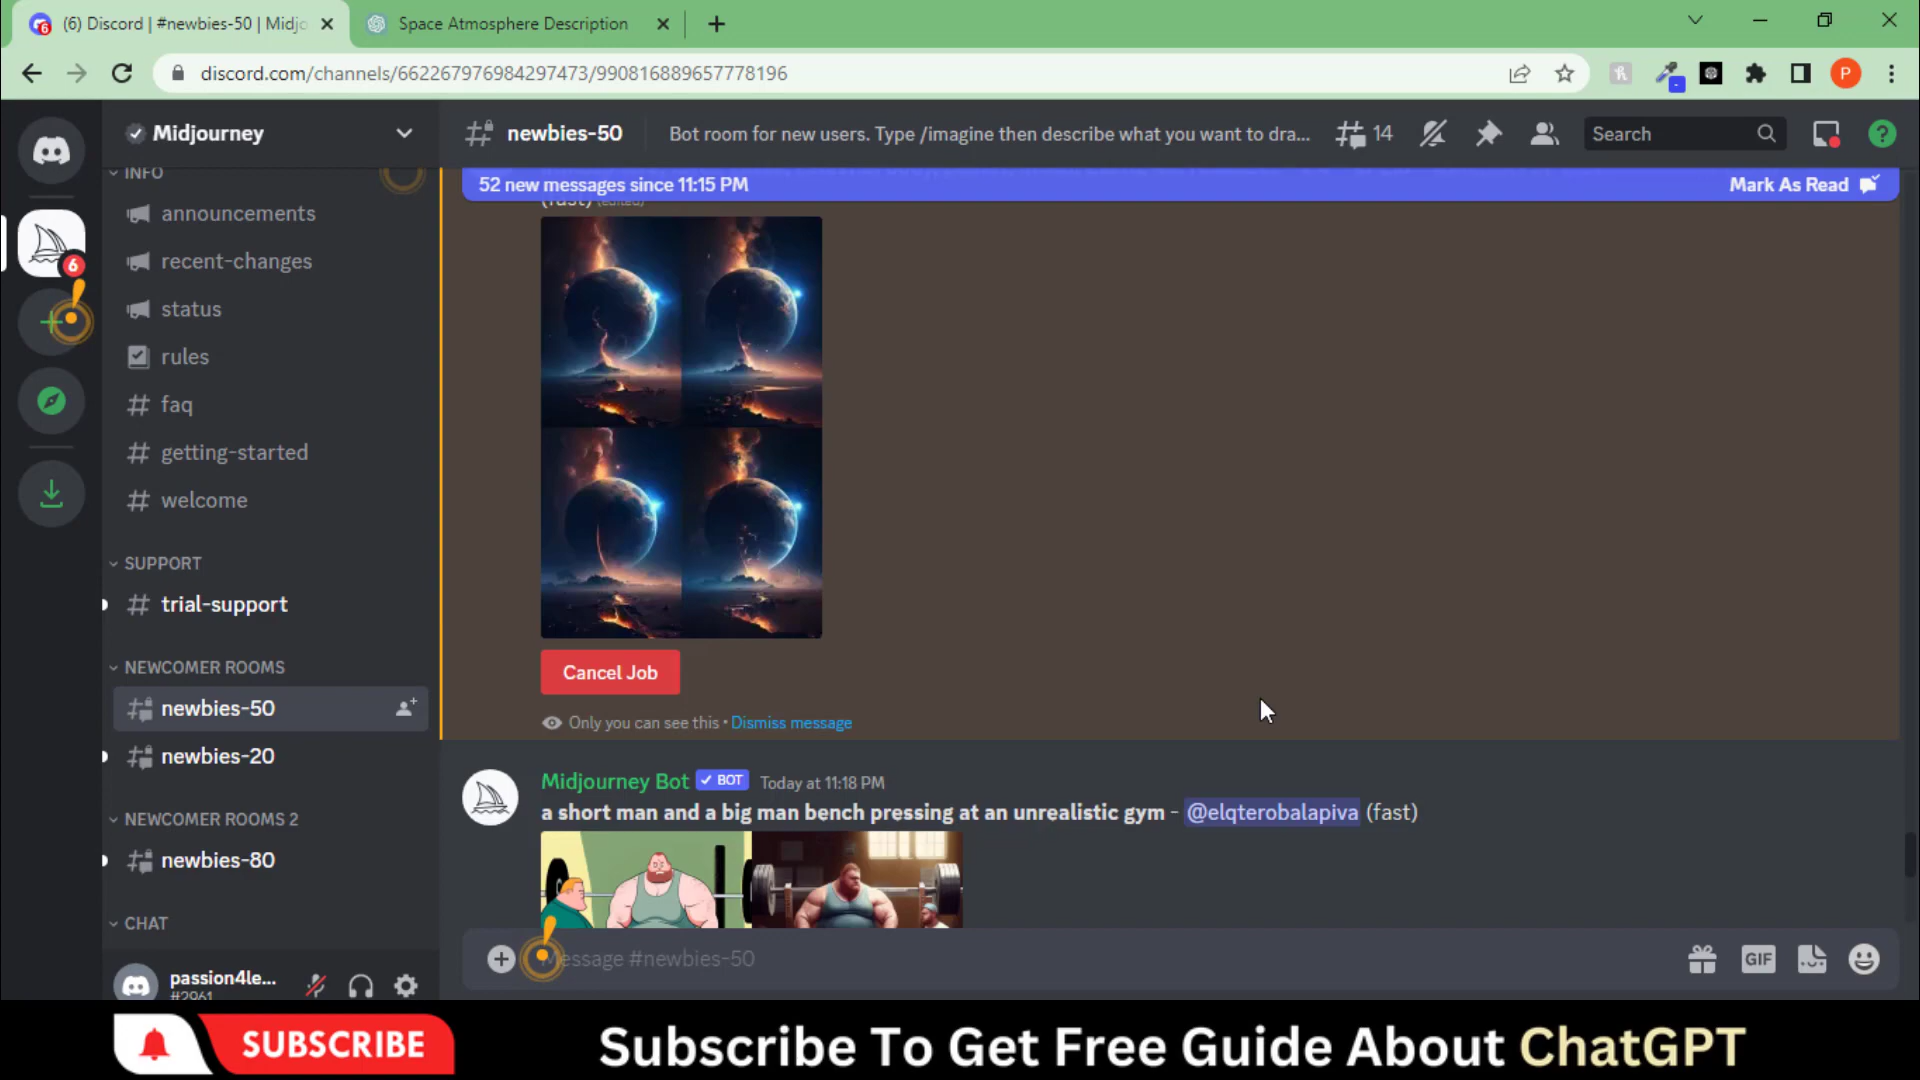 (6) Discord | #newbies-50 | Midjo
Space Atmosphere Description
discord.com/channels/662267976984297473/990816889657778196
P
Midjourney
newbies-50
Bot room for new users. Type /imagine then describe what you want to dra...
14
Search
INFO
announcements
recent-changes
status
rules
faq
getting-started
welcome
SUPPORT
trial-support
NEWCOMER ROOMS
newbies-50
newbies-20
NEWCOMER ROOMS 2
newbies-80
CHAT
passion4le...
#2961
6
52 new messages since 11:15 PM
Mark As Read
(fast) (edited)
Cancel Job
Only you can see this • Dismiss message
Midjourney Bot ✓ BOT Today at 11:18 PM
a short man and a big man bench pressing at an unrealistic gym - @elqterobalapiva (fast)
Message #newbies-50
GIF
SUBSCRIBE
Subscribe To Get Free Guide About ChatGPT